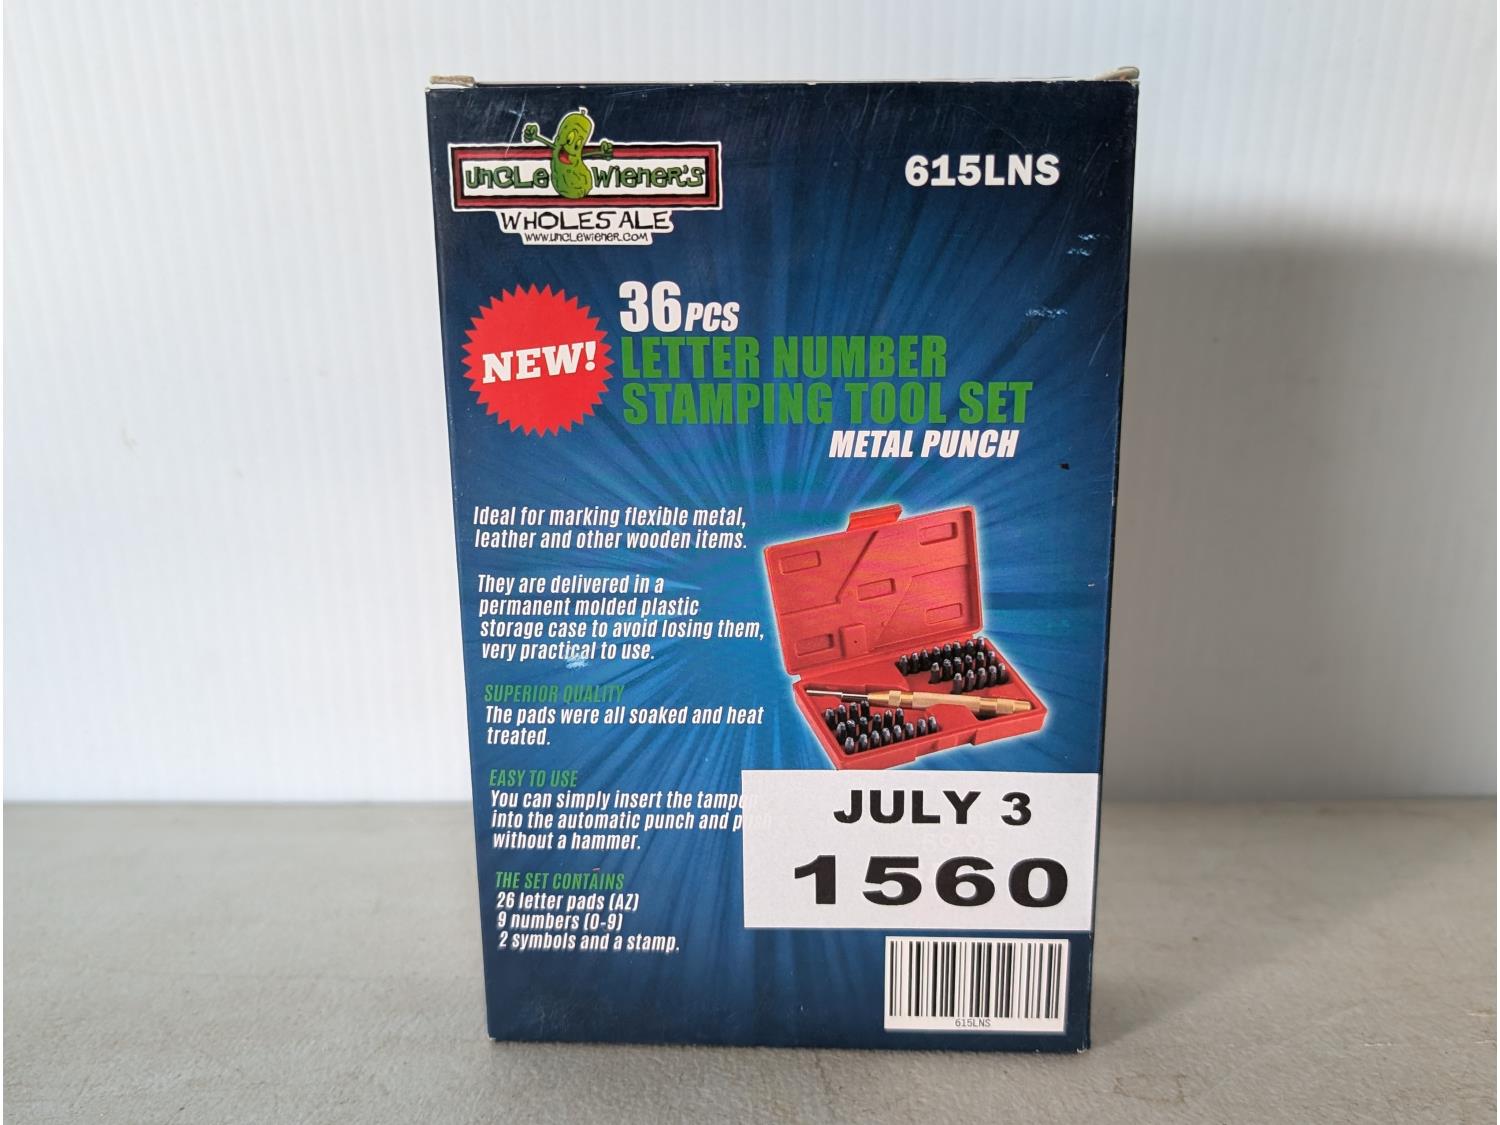 UNCLE WIENER'S
WHOLESALE
WWW.UNCLEWIENER.COM
615LNS
36PCS
NEW!
LETTER NUMBER
STAMPING TOOL SET
METAL PUNCH
Ideal for marking flexible metal,
leather and other wooden items.
They are delivered in a
permanent molded plastic
storage case to avoid losing them,
very practical to use.
SUPERIOR QUALITY
The pads were all soaked and heat
treated.
EASY TO USE
You can simply insert the tampon
into the automatic punch and push
without a hammer.
THE SET CONTAINS
26 letter pads (AZ)
9 numbers (0-9)
2 symbols and a stamp.
JULY 3
1560
615LNS